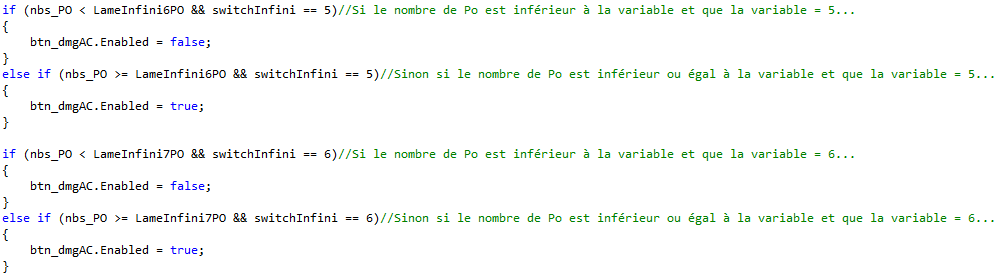 if (nbs_PO < LameInfini6PO && switchInfini == 5)//Si le nombre de Po est inférieur à la variable et que la variable = 5...
{
    btn_dmgAC.Enabled = false;
}
else if (nbs_PO >= LameInfini6PO && switchInfini == 5)//Sinon si le nombre de Po est inférieur ou égal à la variable et que la variable = 5...
{
    btn_dmgAC.Enabled = true;
}

if (nbs_PO < LameInfini7PO && switchInfini == 6)//Si le nombre de Po est inférieur à la variable et que la variable = 6...
{
    btn_dmgAC.Enabled = false;
}
else if (nbs_PO >= LameInfini7PO && switchInfini == 6)//Sinon si le nombre de Po est inférieur ou égal à la variable et que la variable = 6...
{
    btn_dmgAC.Enabled = true;
}